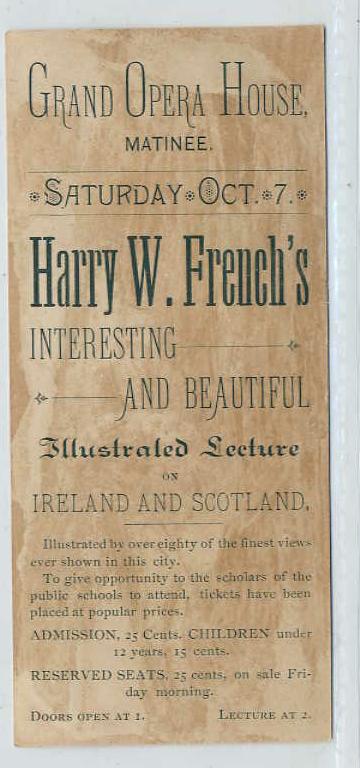 GRAND OPERA HOUSE,
MATINEE.
SATURDAY OCT. 7.
Harry W. French's
INTERESTING
AND BEAUTIFUL
Illustrated Lecture
ON
IRELAND AND SCOTLAND,
Illustrated by over eighty of the finest views
ever shown in this city.
To give opportunity to the scholars of the
public schools to attend, tickets have been
placed at popular prices.
ADMISSION, 25 Cents. CHILDREN under
12 years, 15 cents.
RESERVED SEATS, 25 cents, on sale Fri-
day morning.
DOORS OPEN AT 1. LECTURE AT 2.